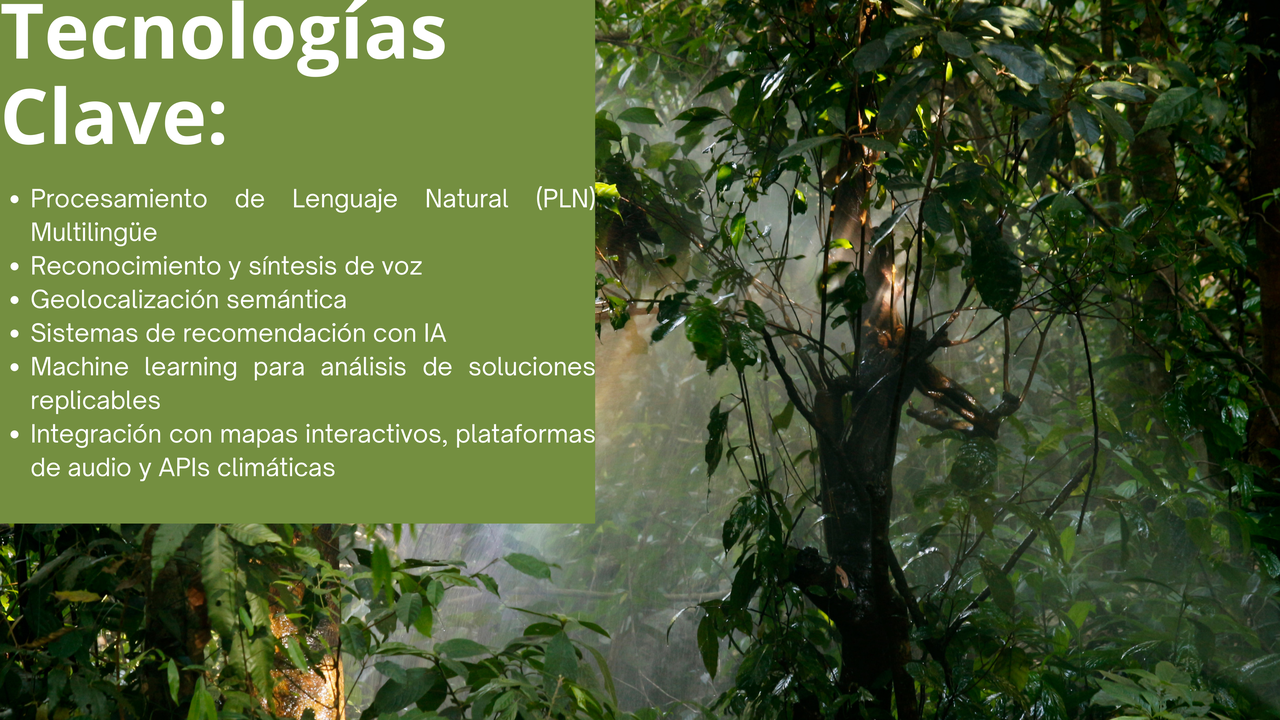 Tecnologías
Clave:
• Procesamiento de Lenguaje Natural (PLN)
Multilingüe
• Reconocimiento y síntesis de voz
• Geolocalización semántica
• Sistemas de recomendación con IA
• Machine learning para análisis de soluciones
replicables
• Integración con mapas interactivos, plataformas
de audio y APIs climáticas